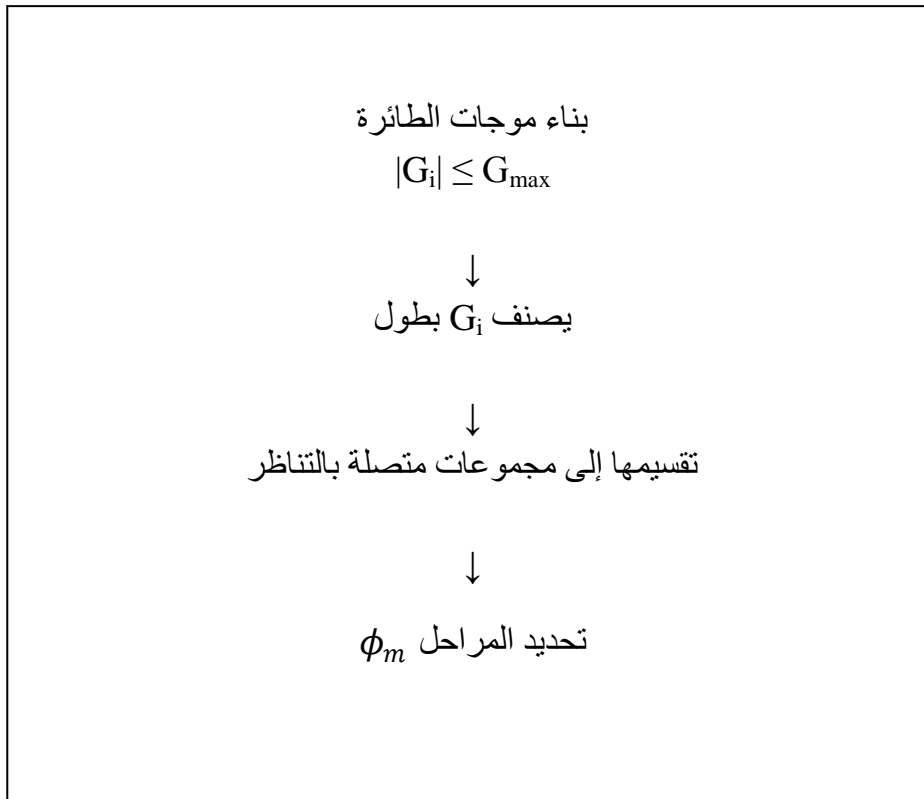 بناء موجات الطائرة
|Gᵢ| ≤ Gmax
↓
يصنف Gᵢ بطول
↓
تقسيمها إلى مجموعات متصلة بالتناظر
↓
تحديد المراحل 𝜙𝑚